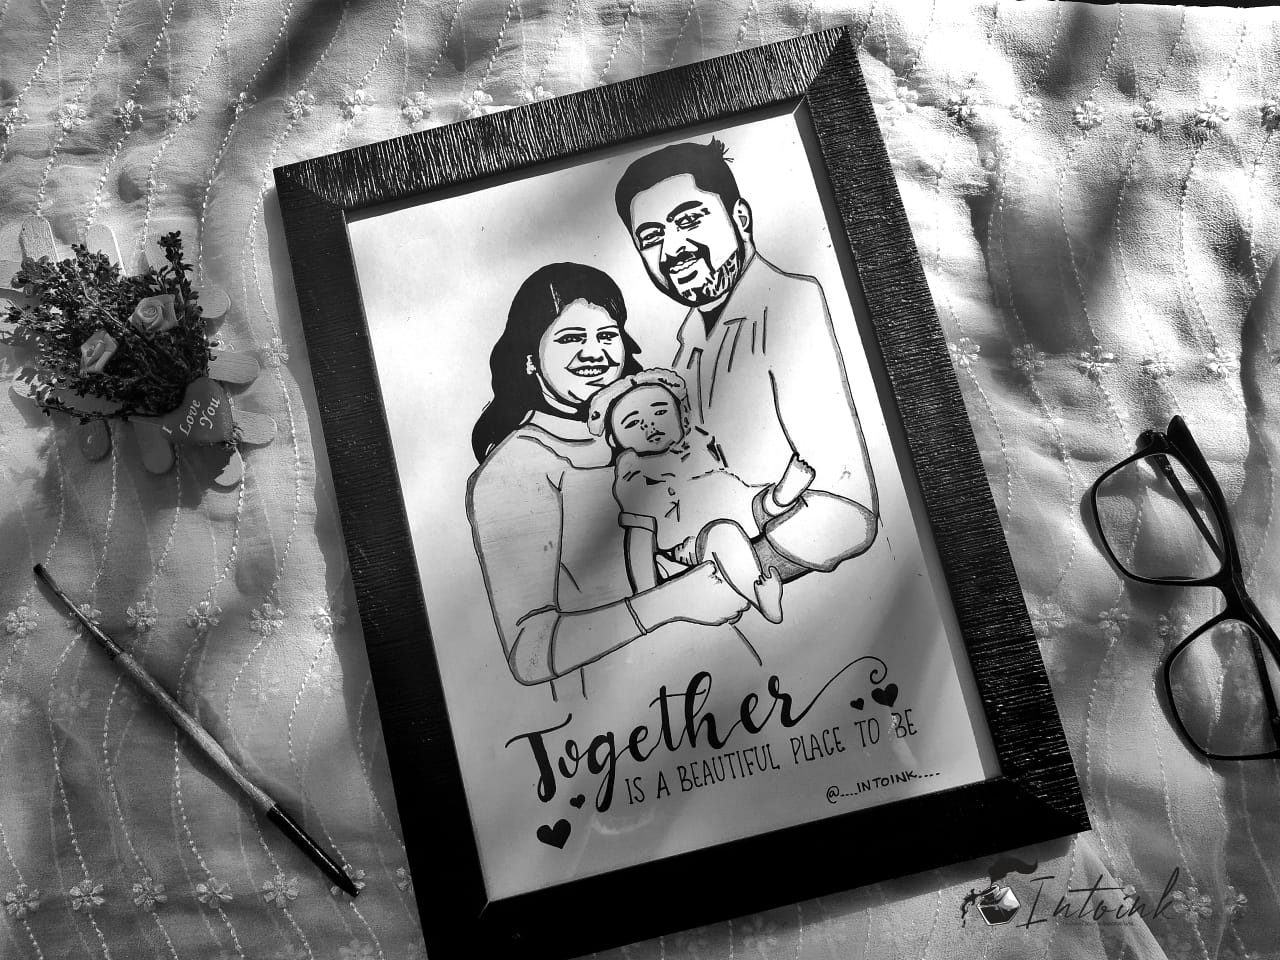 I Love
You
Together
IS A BEAUTIFUL PLACE TO BE
@....INTOINK....
Intoink